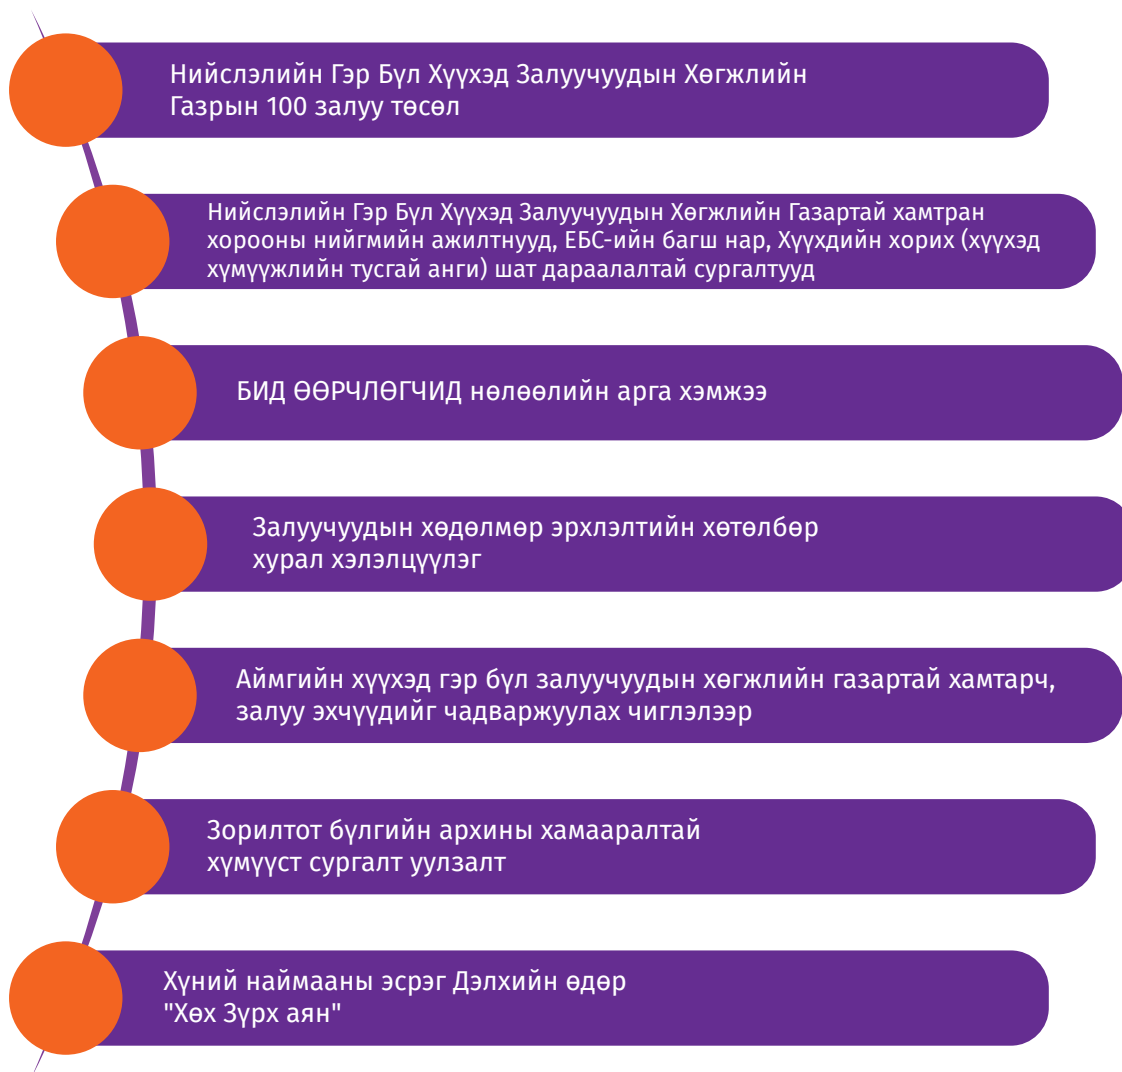 Нийслэлийн Гэр Бүл Хүүхэд Залуучуудын Хөгжлийн
Газрын 100 залуу төсөл
Нийслэлийн Гэр Бүл Хүүхэд Залуучуудын Хөгжлийн Газартай хамтран
хорооны нийгмийн ажилтнууд, ЕБС-ийн багш нар, Хүүхдийн хорих (хүүхэд
хүмүүжлийн тусгай анги) шат дараалалтай сургалтууд
БИД ӨӨРЧЛӨГЧИД нөлөөлийн арга хэмжээ
Залуучуудын хөдөлмөр эрхлэлтийн хөтөлбөр
хурал хэлэлцүүлэг
Аймгийн хүүхэд гэр бүл залуучуудын хөгжлийн газартай хамтарч,
залуу эхчүүдийг чадваржуулах чиглэлээр
Зорилтот бүлгийн архины хамааралтай
хүмүүст сургалт уулзалт
Хүний наймааны эсрэг Дэлхийн өдөр
"Хөх Зүрх аян"